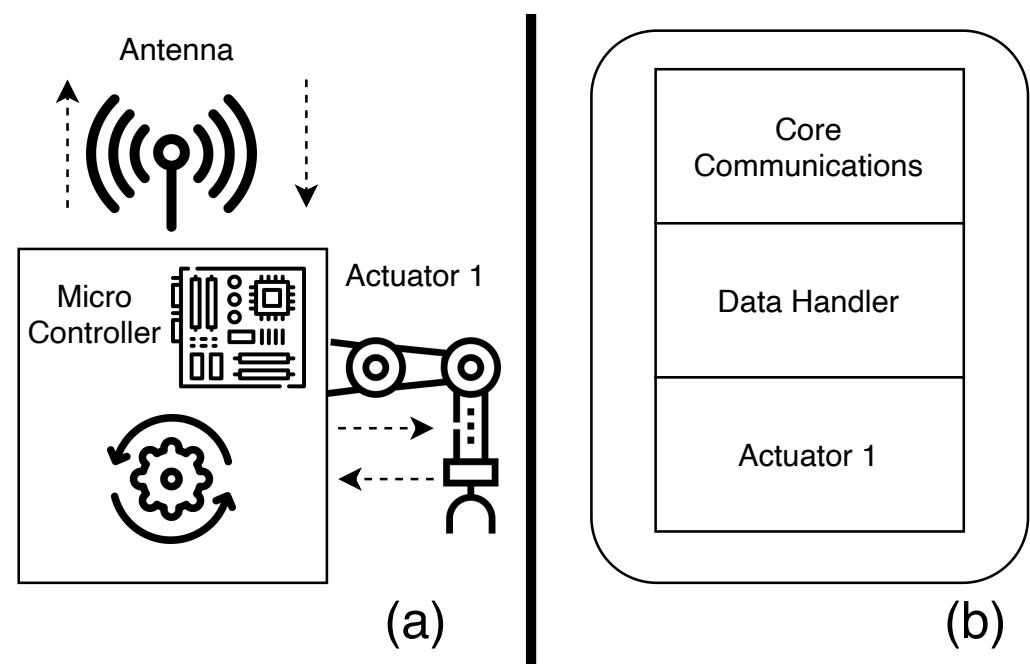 Antenna
Micro
Controller
Actuator 1
(a)
Core
Communications
Data Handler
Actuator 1
(b)